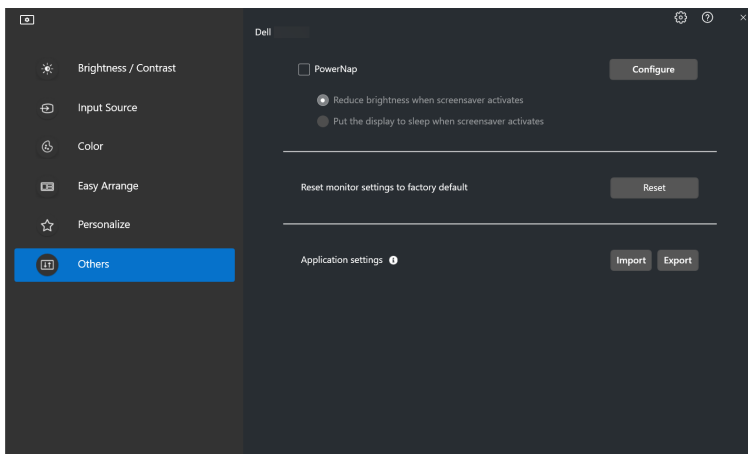 Dell
Brightness / Contrast
Input Source
Color
Easy Arrange
Personalize
Others
PowerNap
Configure
Reduce brightness when screensaver activates
Put the display to sleep when screensaver activates
Reset monitor settings to factory default
Reset
Application settings
Import
Export